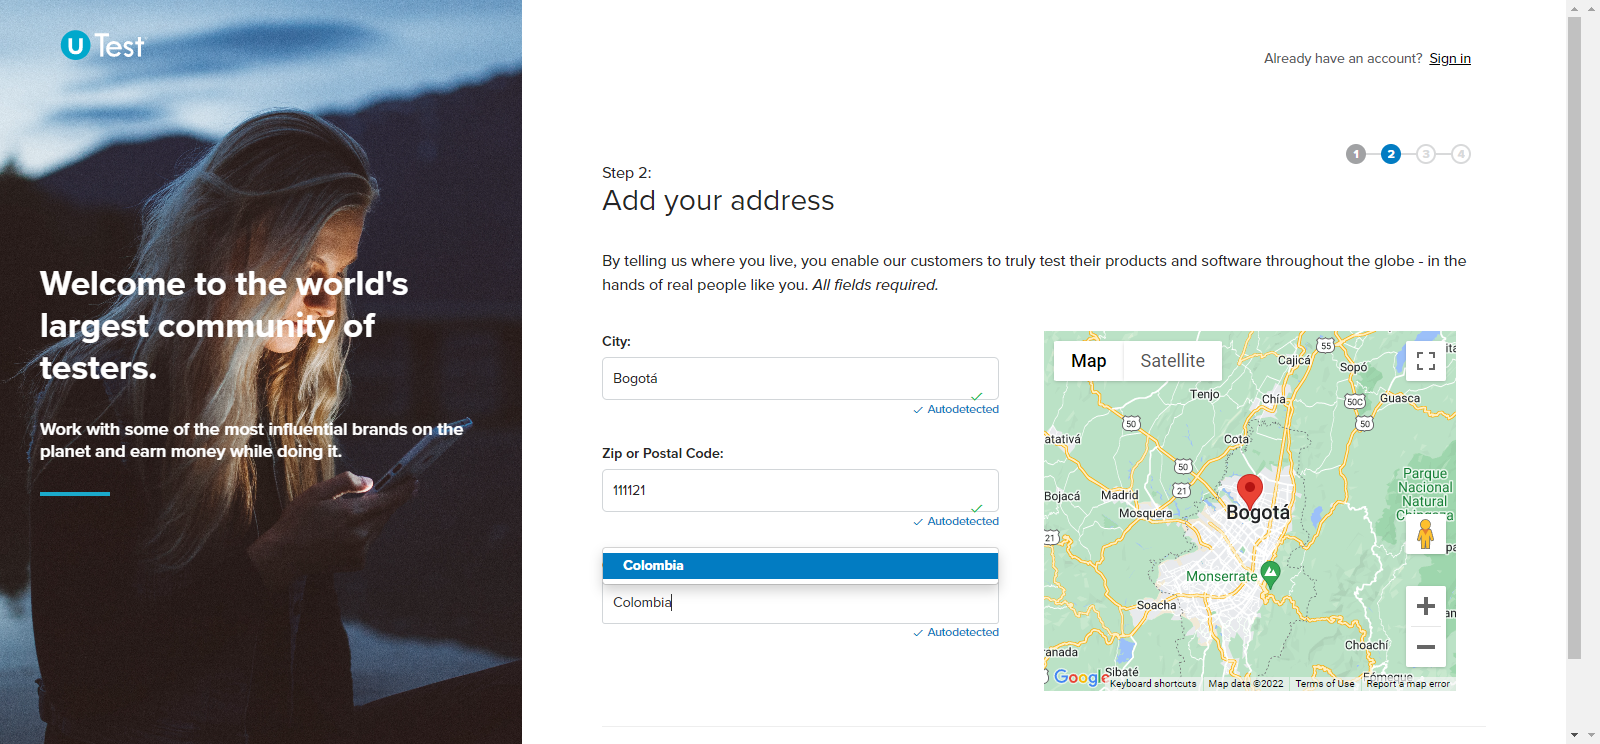 u Test
Welcome to the world's
largest community of
testers.
Work with some of the most influential brands on the
planet and earn money while doing it.
Already have an account? Sign in
1 2 3 4
Step 2:
Add your address
By telling us where you live, you enable our customers to truly test their products and software throughout the globe - in the
hands of real people like you. All fields required.
City:
Bogotá
Autodetected
Zip or Postal Code:
111121
Autodetected
Colombia
Colombia
Autodetected
Map Satellite
55
Cajicá
Sopó
Tenjo
Chía
50C
Guasca
50
50
atativá
Cota
50
Parque
Nacional
Natural
Chingaza
21
Bojacá
Madrid
Mosquera
Bogotá
21
Monserrate
Soacha
Choachí
anada
Sibaté
Fómeque
Google
Keyboard shortcuts Map data ©2022 Terms of Use Report a map error